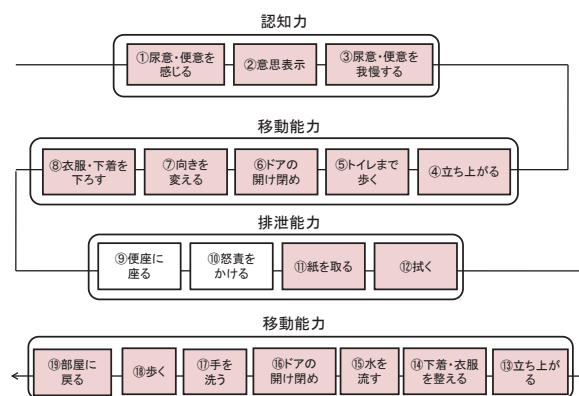 認知力
①尿意・便意を
感じる
②意思表示
③尿意・便意を
我慢する
移動能力
⑧衣服・下着を
下ろす
⑦向きを
変える
⑥ドアの
開け閉め
⑤トイレまで
歩く
④立ち上がる
排泄能力
⑨便座に
座る
⑩怒責を
かける
⑪紙を取る
⑫拭く
移動能力
⑲部屋に
戻る
⑱歩く
⑰手を
洗う
⑯ドアの
開け閉め
⑮水を
流す
⑭下着・衣服
を整える
⑬立ち上が
る